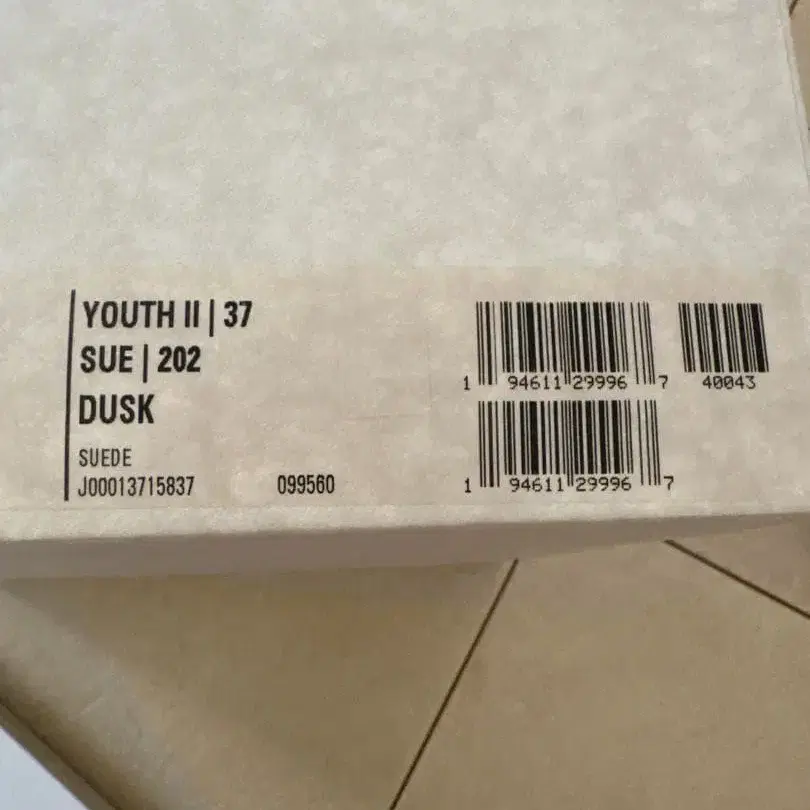 YOUTH II | 37
SUE | 202
DUSK
SUEDE
J00013715837 099560
1 94611 29996 7 40043
1 94611 29996 7